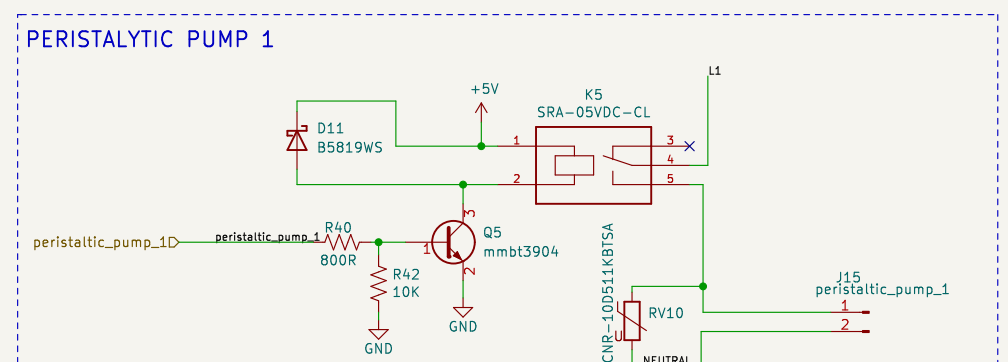 PERISTALYTIC PUMP 1
L1
+5V
K5
SRA-05VDC-CL
D11
B5819WS
1
2
3
4
5
3
peristaltic_pump_1
peristaltic_pump_1
R40
800R
1
Q5
mmbt3904
2
R42
10K
GND
GND
CNR-10D511KBTSA
U
RV10
J15
peristaltic_pump_1
1
2
NEUTRAL